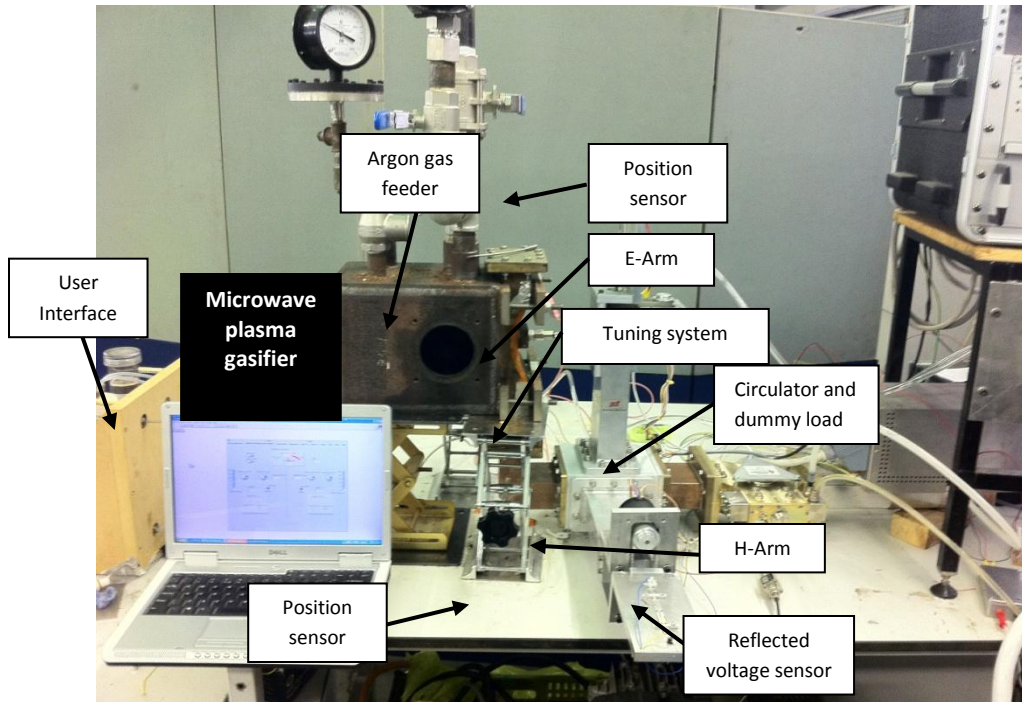 Argon gas
feeder
Position
sensor
E-Arm
User
Interface
Microwave
plasma
gasifier
Tuning system
Circulator and
dummy load
H-Arm
Position
sensor
Reflected
voltage sensor
DELL